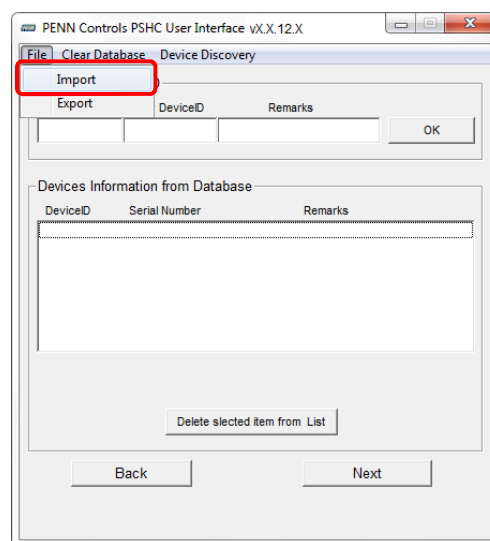 PENN Controls PSHC User Interface vX.X.12.X
File Clear Database Device Discovery
Import
Export
DeviceID Remarks
OK
Devices Information from Database
DeviceID Serial Number Remarks
Delete slected item from List
Back Next